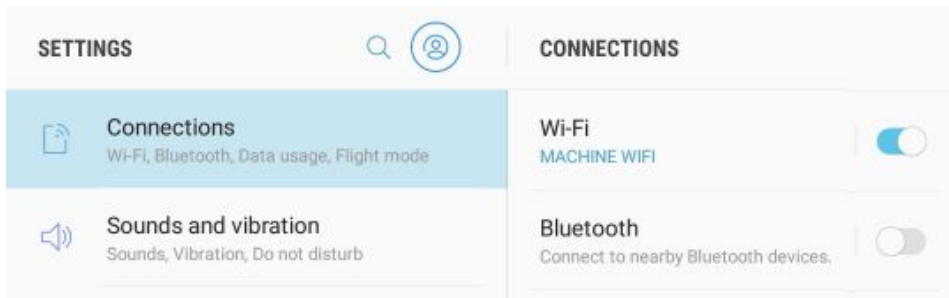 SETTINGS
Connections
Wi-Fi, Bluetooth, Data usage, Flight mode
Sounds and vibration
Sounds, Vibration, Do not disturb
CONNECTIONS
Wi-Fi
MACHINE WIFI
Bluetooth
Connect to nearby Bluetooth devices.